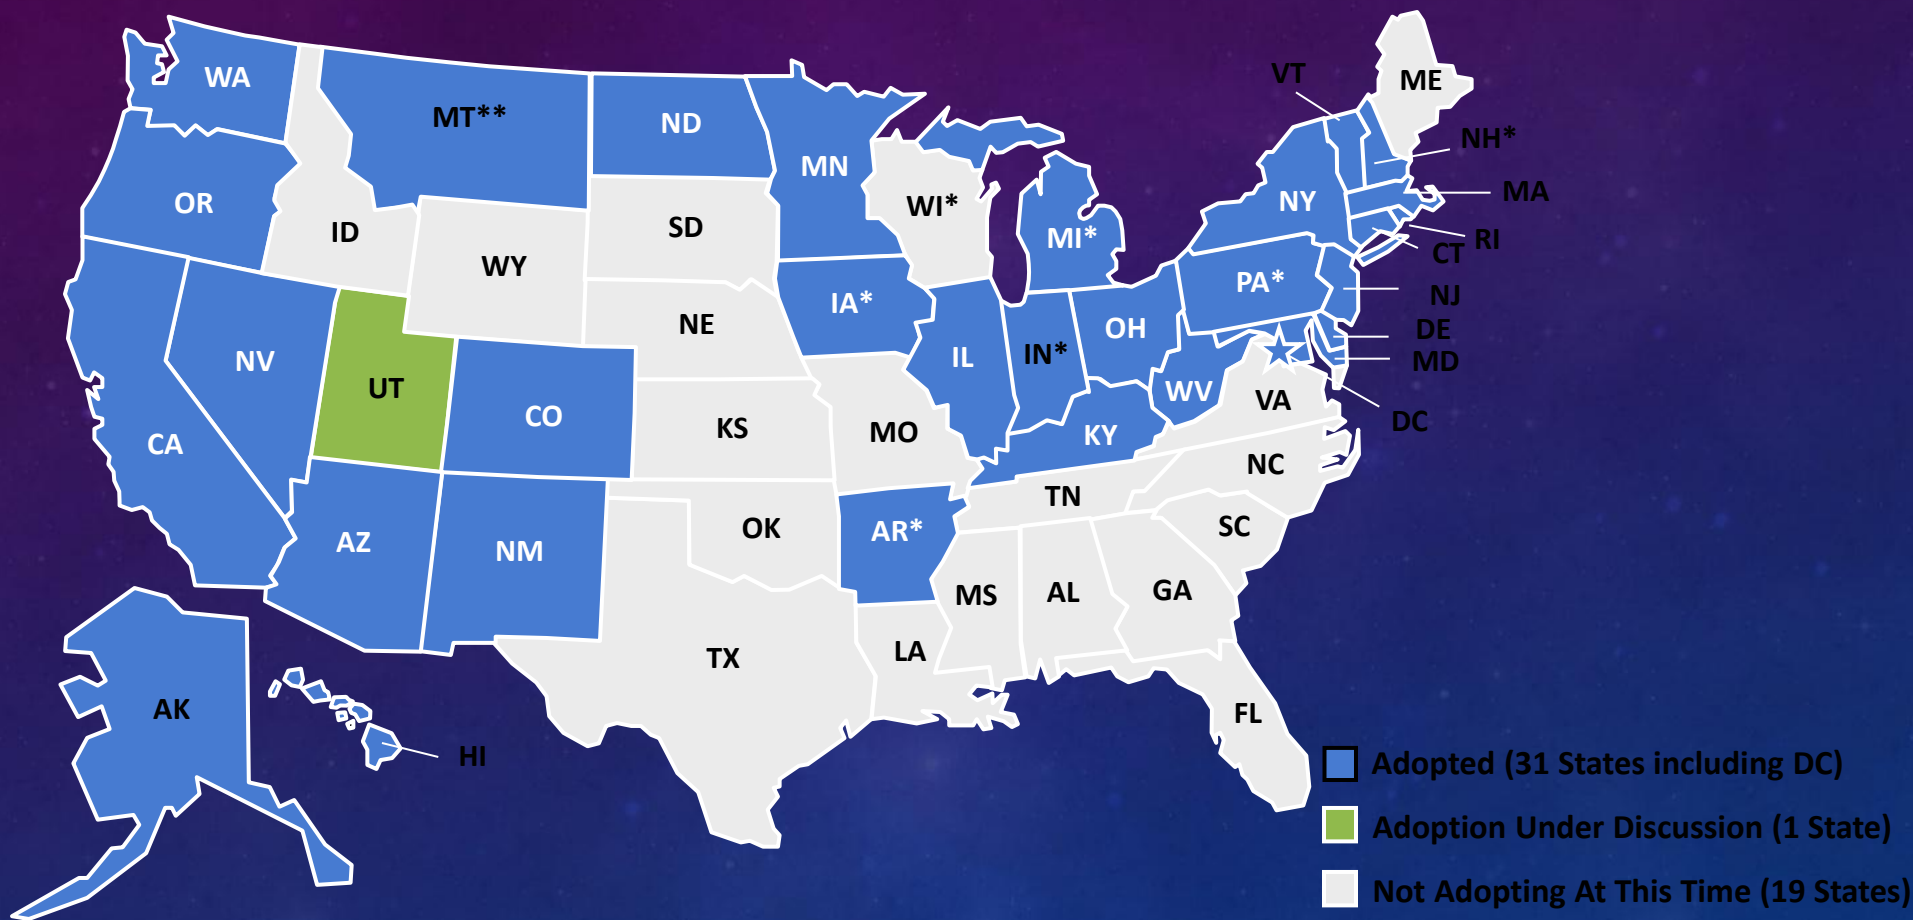 VT
ME
WA
MT**
ND
NH*
MN
MA
OR
NY
WI*
ID
SD
MI*
RI
CT
WY
PA*
NJ
IA*
NE
OH
DE
IN*
IL
MD
NV
UT
WV
VA
CO
DC
KS
MO
KY
CA
NC
TN
OK
AR*
SC
AZ
NM
MS
AL
GA
LA
TX
AK
FL
HI
Adopted (31 States including DC)
Adoption Under Discussion (1 State)
Not Adopting At This Time (19 States)